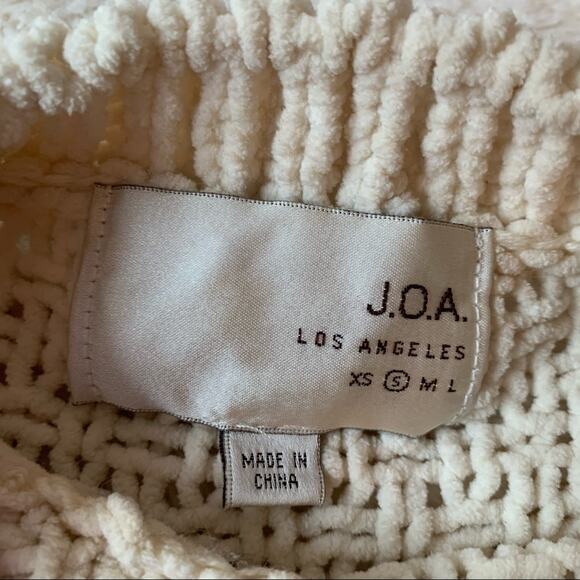 J.O.A.
LOS ANGELES
XS S M L
MADE IN
CHINA